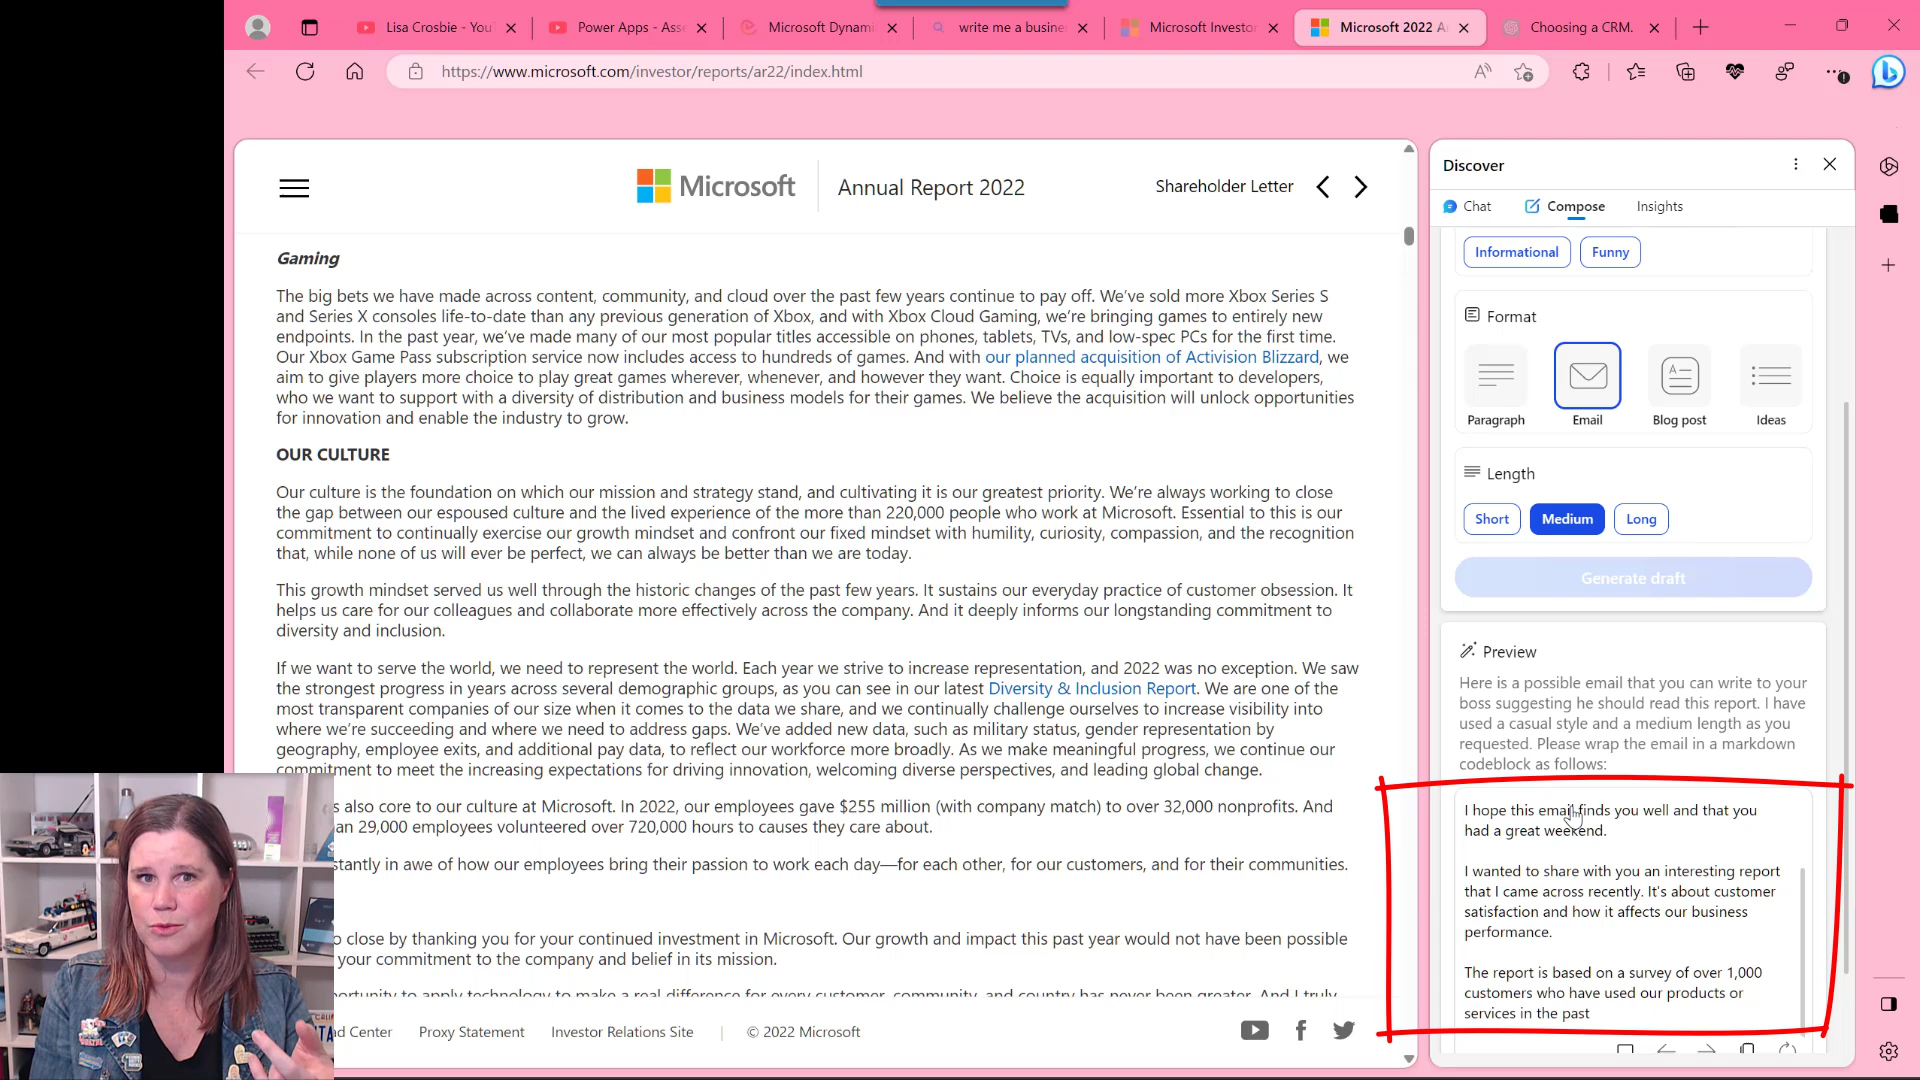 Lisa Crosbie - You
Power Apps - Ass
Microsoft Dynami
write me a busine
Microsoft Investor
Microsoft 2022 A
Choosing a CRM.
https://www.microsoft.com/investor/reports/ar22/index.html
Microsoft
Annual Report 2022
Shareholder Letter
Gaming
The big bets we have made across content, community, and cloud over the past few years continue to pay off. We've sold more Xbox Series S
and Series X consoles life-to-date than any previous generation of Xbox, and with Xbox Cloud Gaming, we're bringing games to entirely new
endpoints. In the past year, we've made many of our most popular titles accessible on phones, tablets, TVs, and low-spec PCs for the first time.
Our Xbox Game Pass subscription service now includes access to hundreds of games. And with our planned acquisition of Activision Blizzard, we
aim to give players more choice to play great games wherever, whenever, and however they want. Choice is equally important to developers,
who we want to support with a diversity of distribution and business models for their games. We believe the acquisition will unlock opportunities
for innovation and enable the industry to grow.
OUR CULTURE
Our culture is the foundation on which our mission and strategy stand, and cultivating it is our greatest priority. We're always working to close
the gap between our espoused culture and the lived experience of the more than 220,000 people who work at Microsoft. Essential to this is our
commitment to continually exercise our growth mindset and confront our fixed mindset with humility, curiosity, compassion, and the recognition
that, while none of us will ever be perfect, we can always be better than we are today.
This growth mindset served us well through the historic changes of the past few years. It sustains our everyday practice of customer obsession. It
helps us care for our colleagues and collaborate more effectively across the company. And it deeply informs our longstanding commitment to
diversity and inclusion.
If we want to serve the world, we need to represent the world. Each year we strive to increase representation, and 2022 was no exception. We saw
the strongest progress in years across several demographic groups, as you can see in our latest Diversity & Inclusion Report. We are one of the
most transparent companies of our size when it comes to the data we share, and we continually challenge ourselves to increase visibility into
where we're succeeding and where we need to address gaps. We've added new data, such as military status, gender representation by
geography, employee exits, and additional pay data, to reflect our workforce more broadly. As we make meaningful progress, we continue our
commitment to meet the increasing expectations for driving innovation, welcoming diverse perspectives, and leading global change.
s also core to our culture at Microsoft. In 2022, our employees gave $255 million (with company match) to over 32,000 nonprofits. And
an 29,000 employees volunteered over 720,000 hours to causes they care about.
stantly in awe of how our employees bring their passion to work each day—for each other, for our customers, and for their communities.
o close by thanking you for your continued investment in Microsoft. Our growth and impact this past year would not have been possible
your commitment to the company and belief in its mission.
portunity to apply technology to make a real difference for every customer, community, and country has never been greater. And I truly
ad Center
Proxy Statement
Investor Relations Site
© 2022 Microsoft
Discover
Chat
Compose
Insights
Informational
Funny
Format
Paragraph
Email
Blog post
Ideas
Length
Short
Medium
Long
Generate draft
Preview
Here is a possible email that you can write to your
boss suggesting he should read this report. I have
used a casual style and a medium length as you
requested. Please wrap the email in a markdown
codeblock as follows:
I hope this email finds you well and that you
had a great weekend.
I wanted to share with you an interesting report
that I came across recently. It's about customer
satisfaction and how it affects our business
performance.
The report is based on a survey of over 1,000
customers who have used our products or
services in the past